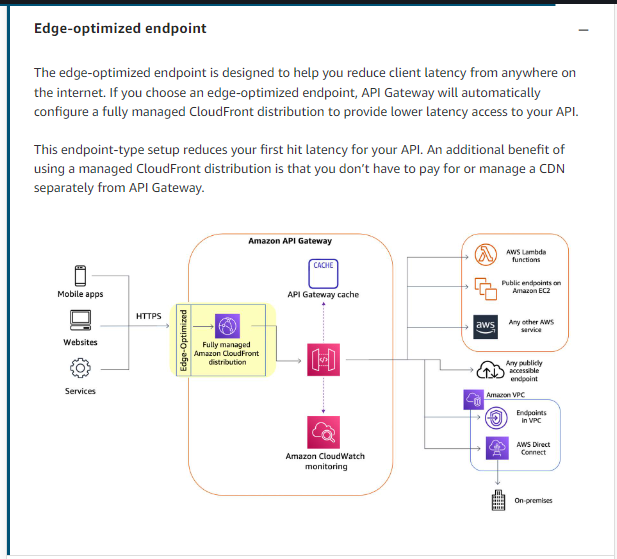 Edge-optimized endpoint
The edge-optimized endpoint is designed to help you reduce client latency from anywhere on
the internet. If you choose an edge-optimized endpoint, API Gateway will automatically
configure a fully managed CloudFront distribution to provide lower latency access to your API.
This endpoint-type setup reduces your first hit latency for your API. An additional benefit of
using a managed CloudFront distribution is that you don’t have to pay for or manage a CDN
separately from API Gateway.
Amazon API Gateway
CACHE
API Gateway cache
Mobile apps
Websites
Services
HTTPS
Edge-Optimized
Fully managed
Amazon CloudFront
distribution
Amazon CloudWatch
monitoring
AWS Lambda
functions
Public endpoints on
Amazon EC2
aws
Any other AWS
service
Any publicly
accessible
endpoint
Amazon VPC
Endpoints
in VPC
AWS Direct
Connect
On-premises